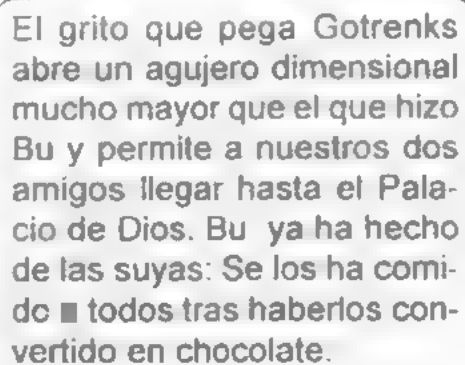 El grito que pega Gotrenks
abre un agujero dimensional
mucho mayor que el que hizo
Bu y permite a nuestros dos
amigos llegar hasta el Pala-
cio de Dios. Bu ya ha hecho
de las suyas: Se los ha comi-
do a todos tras haberlos con-
vertido en chocolate.